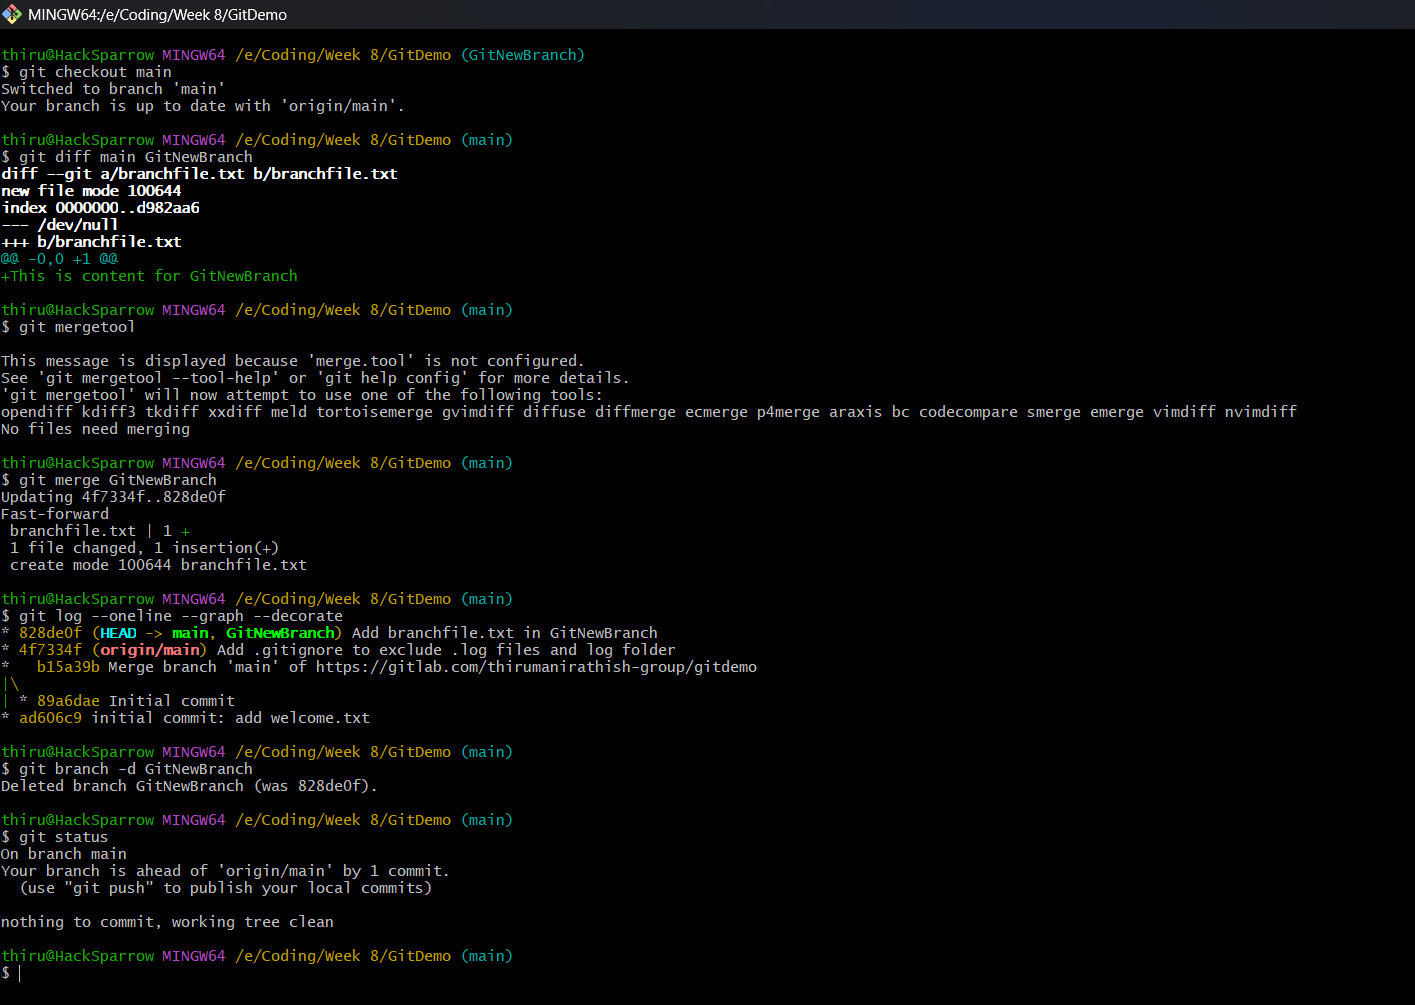 MINGW64:/e/Coding/Week 8/GitDemo
thiru@HackSparrow MINGW64 /e/Coding/Week 8/GitDemo (GitNewBranch)
$ git checkout main
Switched to branch 'main'
Your branch is up to date with 'origin/main'.
thiru@HackSparrow MINGW64 /e/Coding/Week 8/GitDemo (main)
$ git diff main GitNewBranch
diff --git a/branchfile.txt b/branchfile.txt
new file mode 100644
index 0000000..d982aa6
--- /dev/null
+++ b/branchfile.txt
@@ -0,0 +1 @@
+This is content for GitNewBranch
thiru@HackSparrow MINGW64 /e/Coding/Week 8/GitDemo (main)
$ git mergetool
This message is displayed because 'merge.tool' is not configured.
See 'git mergetool --tool-help' or 'git help config' for more details.
'git mergetool' will now attempt to use one of the following tools:
opendiff kdiff3 tkdiff xxdiff meld tortoisemerge gvimdiff diffuse diffmerge ecmerge p4merge araxis bc codecompare smerge emerge vimdiff nvimdiff
No files need merging
thiru@HackSparrow MINGW64 /e/Coding/Week 8/GitDemo (main)
$ git merge GitNewBranch
Updating 4f7334f..828de0f
Fast-forward
 branchfile.txt | 1 +
 1 file changed, 1 insertion(+)
 create mode 100644 branchfile.txt
thiru@HackSparrow MINGW64 /e/Coding/Week 8/GitDemo (main)
$ git log --oneline --graph --decorate
* 828de0f (HEAD -> main, GitNewBranch) Add branchfile.txt in GitNewBranch
* 4f7334f (origin/main) Add .gitignore to exclude .log files and log folder
*   b15a39b Merge branch 'main' of https://gitlab.com/thirumanirathish-group/gitdemo
|\
| * 89a6dae Initial commit
* ad606c9 initial commit: add welcome.txt
thiru@HackSparrow MINGW64 /e/Coding/Week 8/GitDemo (main)
$ git branch -d GitNewBranch
Deleted branch GitNewBranch (was 828de0f).
thiru@HackSparrow MINGW64 /e/Coding/Week 8/GitDemo (main)
$ git status
On branch main
Your branch is ahead of 'origin/main' by 1 commit.
  (use "git push" to publish your local commits)
nothing to commit, working tree clean
thiru@HackSparrow MINGW64 /e/Coding/Week 8/GitDemo (main)
$